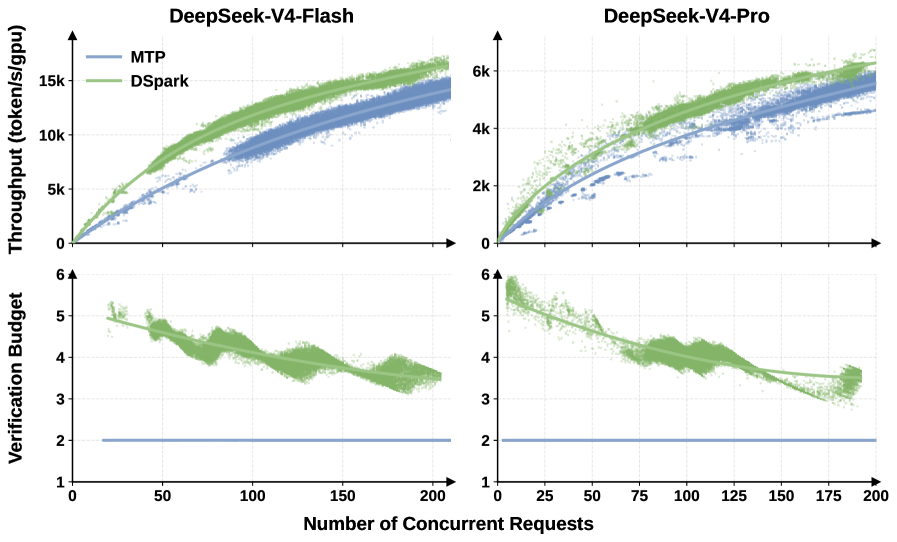 DeepSeek-V4-Flash
DeepSeek-V4-Pro
Throughput (token/s/gpu)
15k
10k
5k
0
MTP
DSpark
6k
4k
2k
0
Verification Budget
6
5
4
3
2
1
0 50 100 150 200
6
5
4
3
2
1
0 25 50 75 100 125 150 175 200
Number of Concurrent Requests